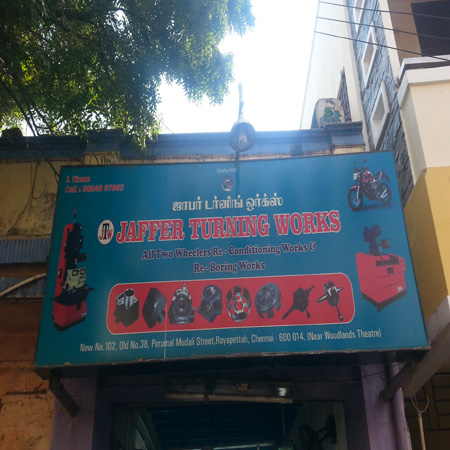 ஜாபர் டர்னிங் ஓர்க்ஸ்
JAFFER TURNING WORKS
All Two Wheelers Re-Conditioning Works &
Re-Boring Works
New No. 102, Old No.38, Perumal Mudali Street,Royapettah, Chennai - 600 014. (Near Woodlands Theatre)